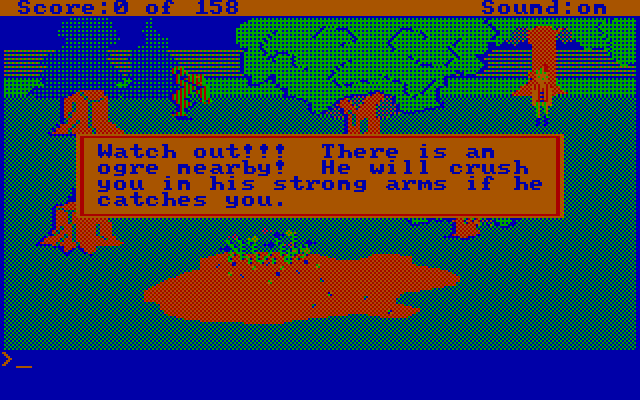 Score:0 of 158 Sound:on
Watch out!!! There is an
ogre nearby! He will crush
you in his strong arms if he
catches you.
>_